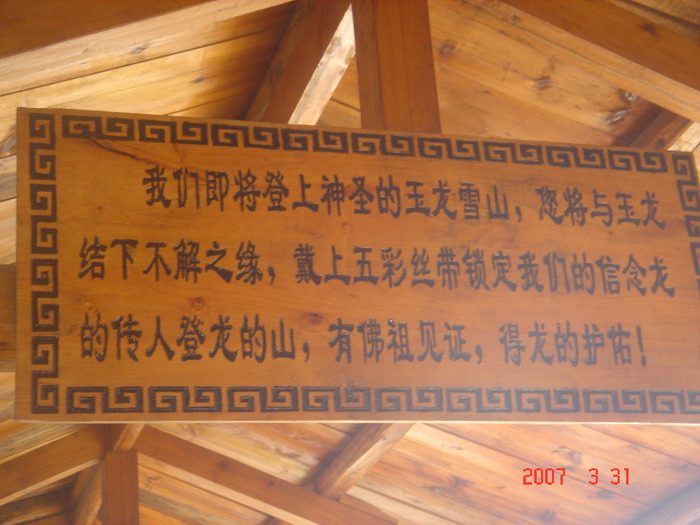 我们即将登上神圣的玉龙雪山，您将与玉龙
结下不解之缘，戴上五彩丝带锁定我们的信念龙
的传人登龙的山，有佛祖见证，得龙的护佑！
2007 3 31